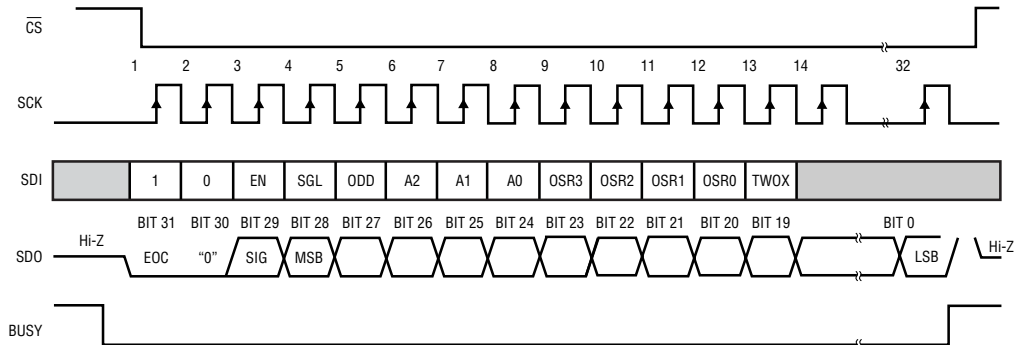 CS
1 2 3 4 5 6 7 8 9 10 11 12 13 14 32
SCK
SDI 1 0 EN SGL ODD A2 A1 A0 OSR3 OSR2 OSR1 OSR0 TWOX
BIT 31 BIT 30 BIT 29 BIT 28 BIT 27 BIT 26 BIT 25 BIT 24 BIT 23 BIT 22 BIT 21 BIT 20 BIT 19 BIT 0
SDO Hi-Z EOC “0” SIG MSB LSB Hi-Z
BUSY